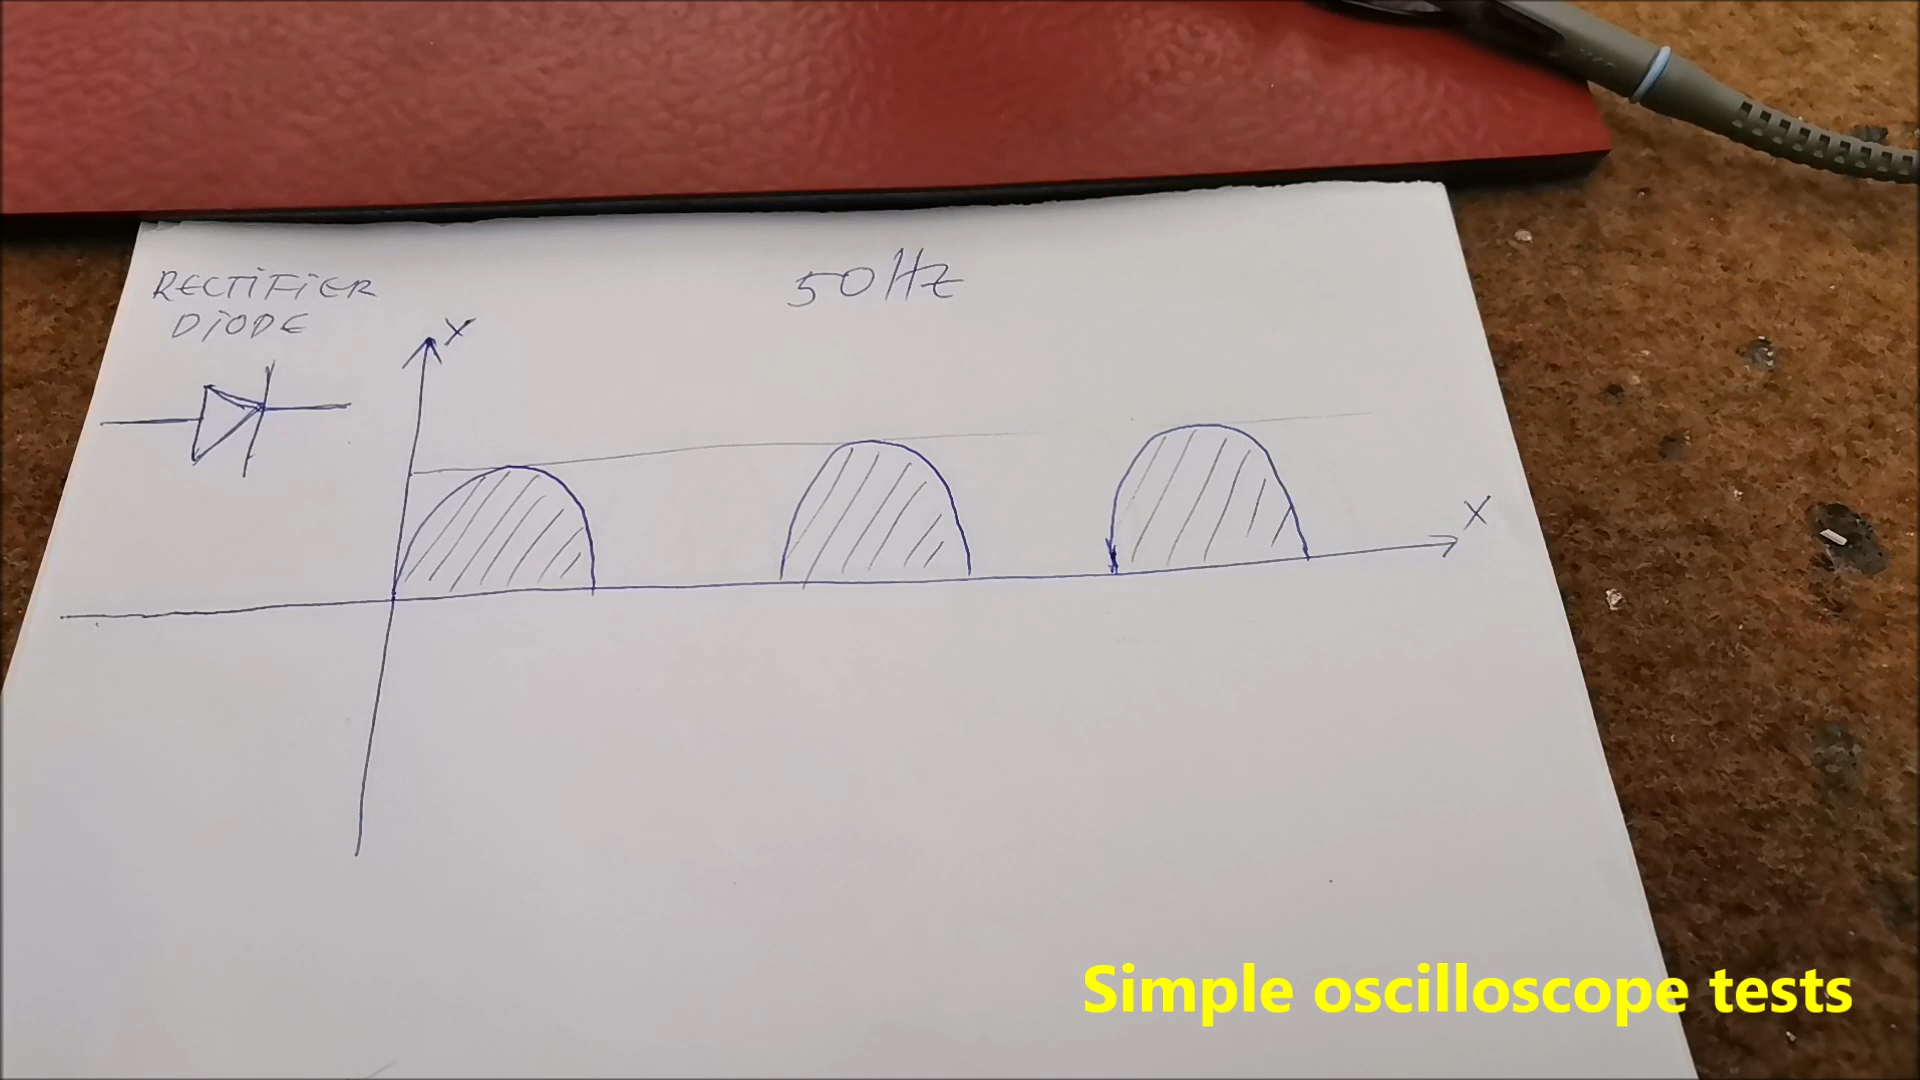 RECTIFIER
DIODE
50Hz
X
X
Simple oscilloscope tests